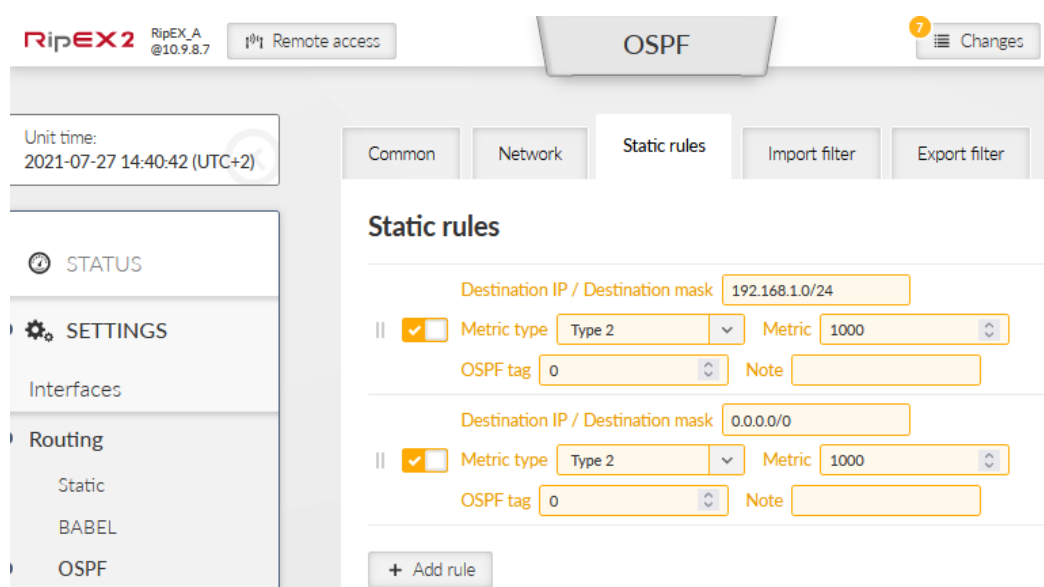 RipEX2 RipEX_A @10.9.8.7 Remote access OSPF 7 Changes
Unit time:
2021-07-27 14:40:42 (UTC+2)
STATUS
SETTINGS
Interfaces
Routing
Static
BABEL
OSPF
Common Network Static rules Import filter Export filter
Static rules
Destination IP / Destination mask 192.168.1.0/24
Metric type Type 2 Metric 1000
OSPF tag 0 Note
Destination IP / Destination mask 0.0.0.0/0
Metric type Type 2 Metric 1000
OSPF tag 0 Note
+ Add rule